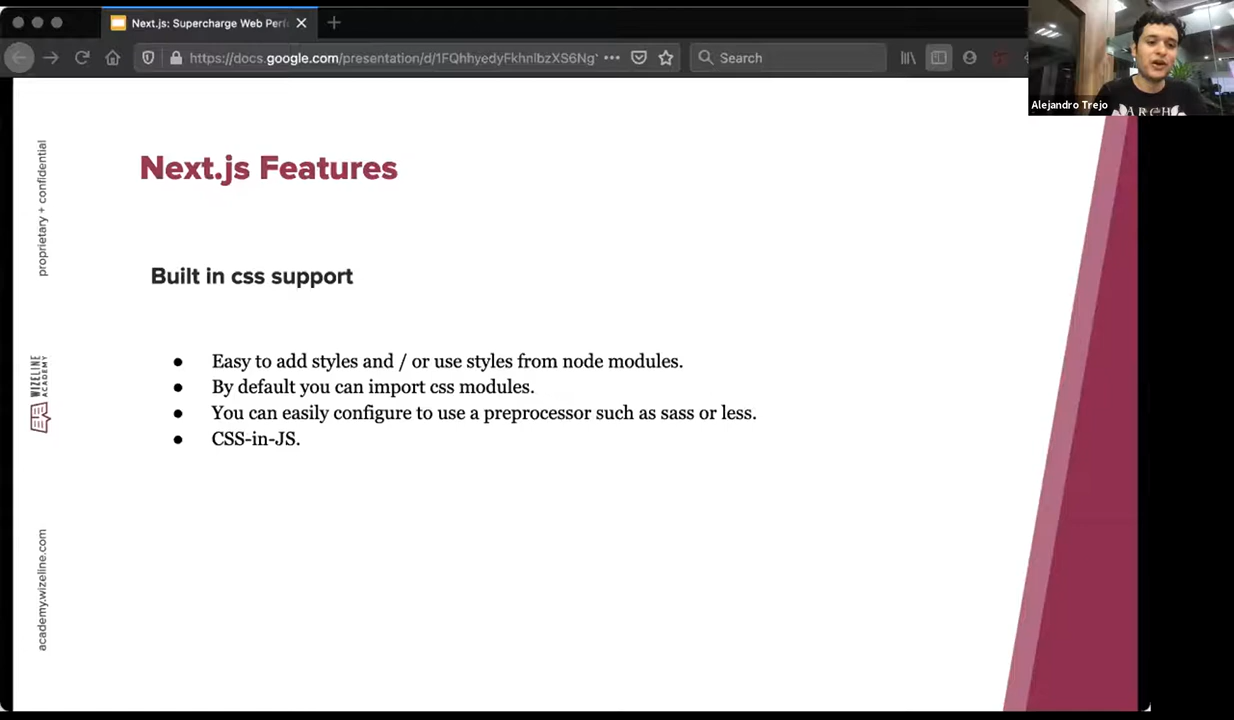 Next.js: Supercharge Web Perf
https://docs.google.com/presentation/d/1FQhhyedyFkhnlbzXS6Ng
Search
Alejandro Trejo
ARCH
Next.js Features
Built in css support
● Easy to add styles and / or use styles from node modules.
● By default you can import css modules.
● You can easily configure to use a preprocessor such as sass or less.
● CSS-in-JS.
proprietary + confidential
WIZELINE
ACADEMY
academy.wizeline.com